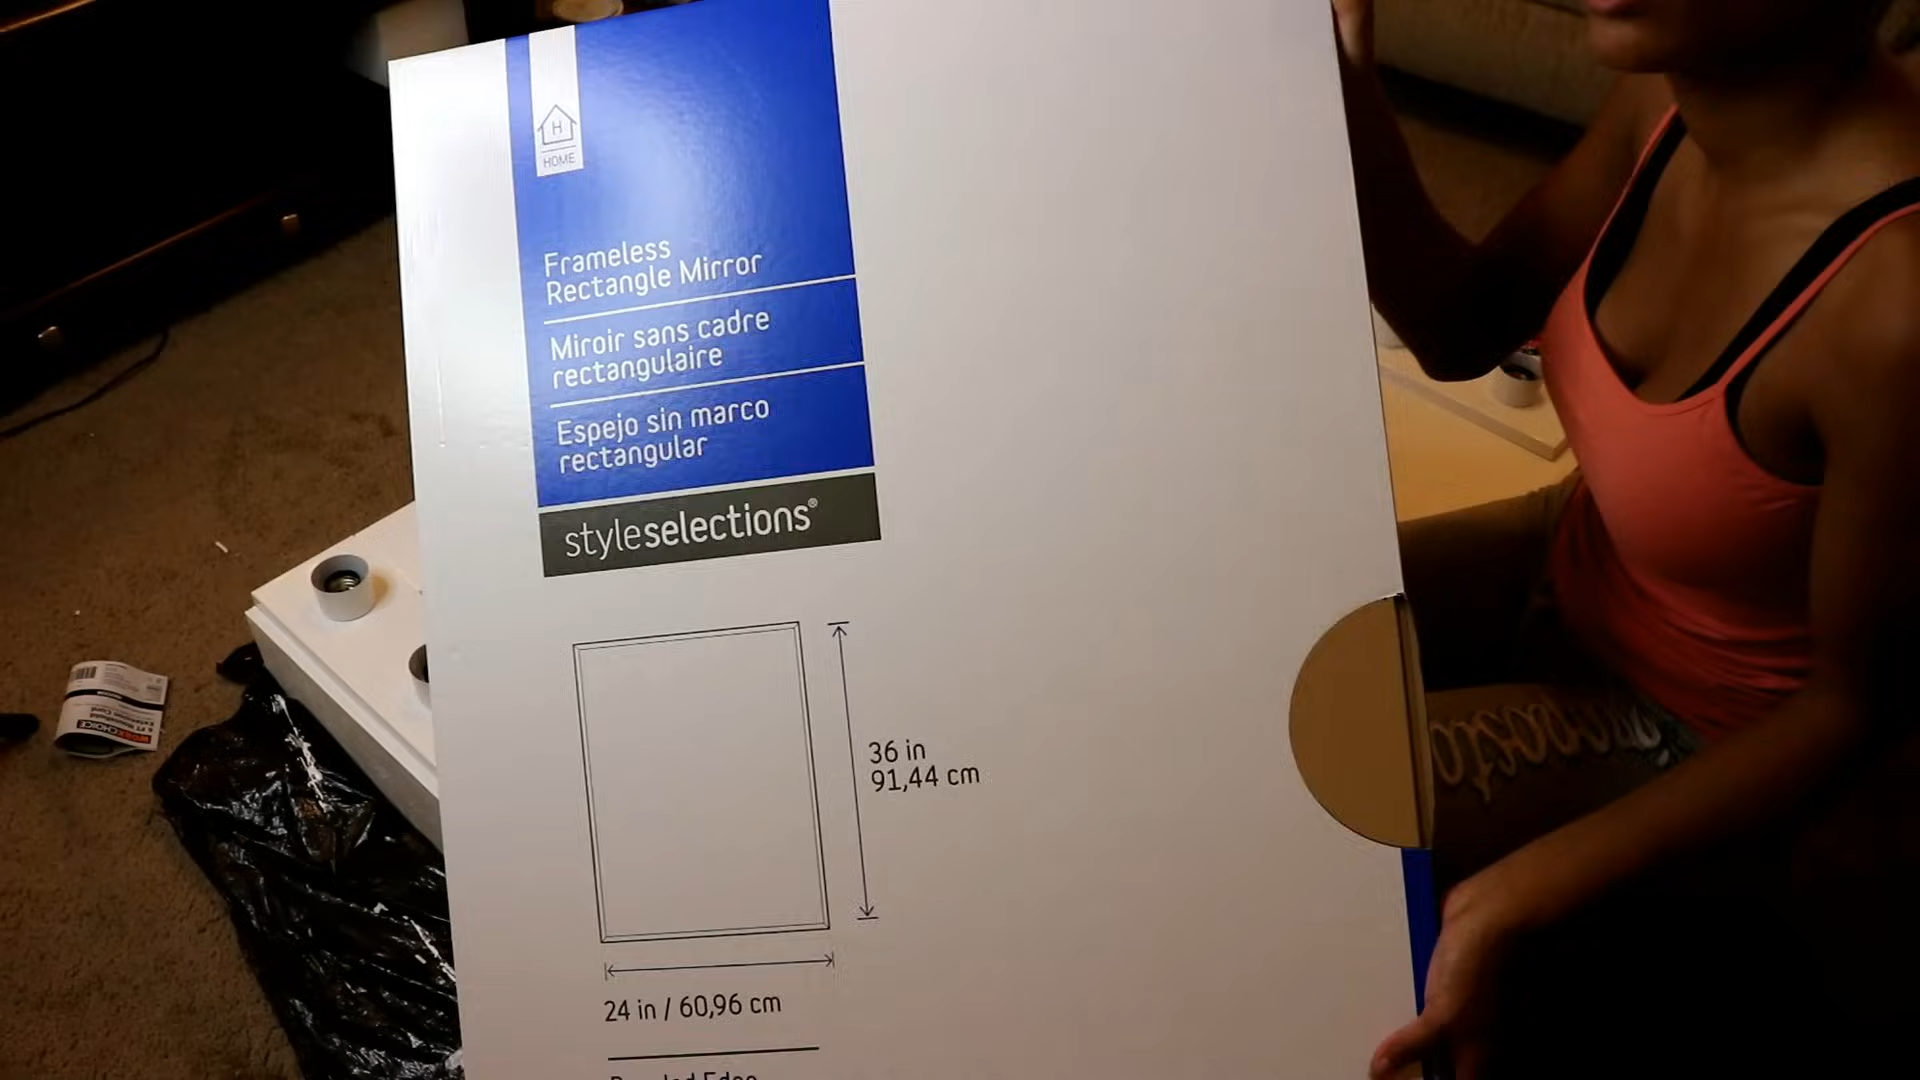 H
HOME
Frameless
Rectangle Mirror
Miroir sans cadre
rectangulaire
Espejo sin marco
rectangular
styleselections®
36 in
91,44 cm
24 in / 60,96 cm
WORKCHOICE